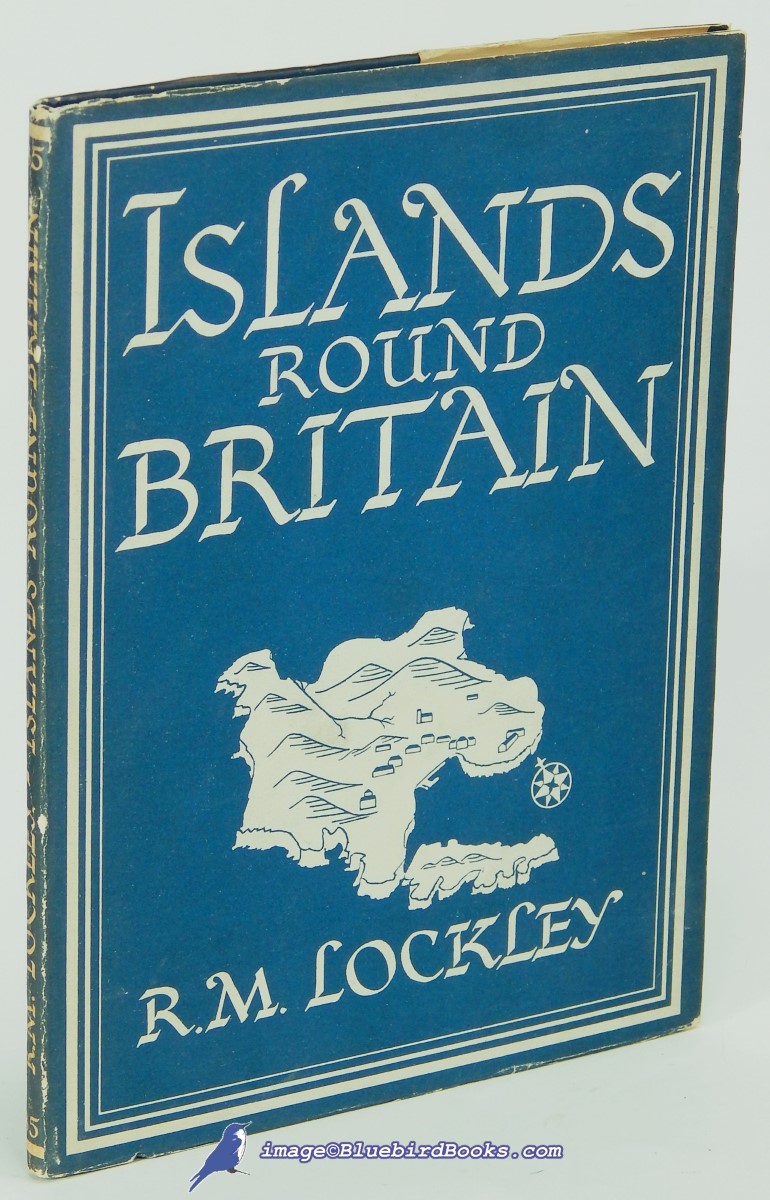 ISLANDS
ROUND
BRITAIN
R.M. LOCKLEY
5
ISLANDS ROUND BRITAIN
R.M. LOCKLEY
5
image©BluebirdBooks.com